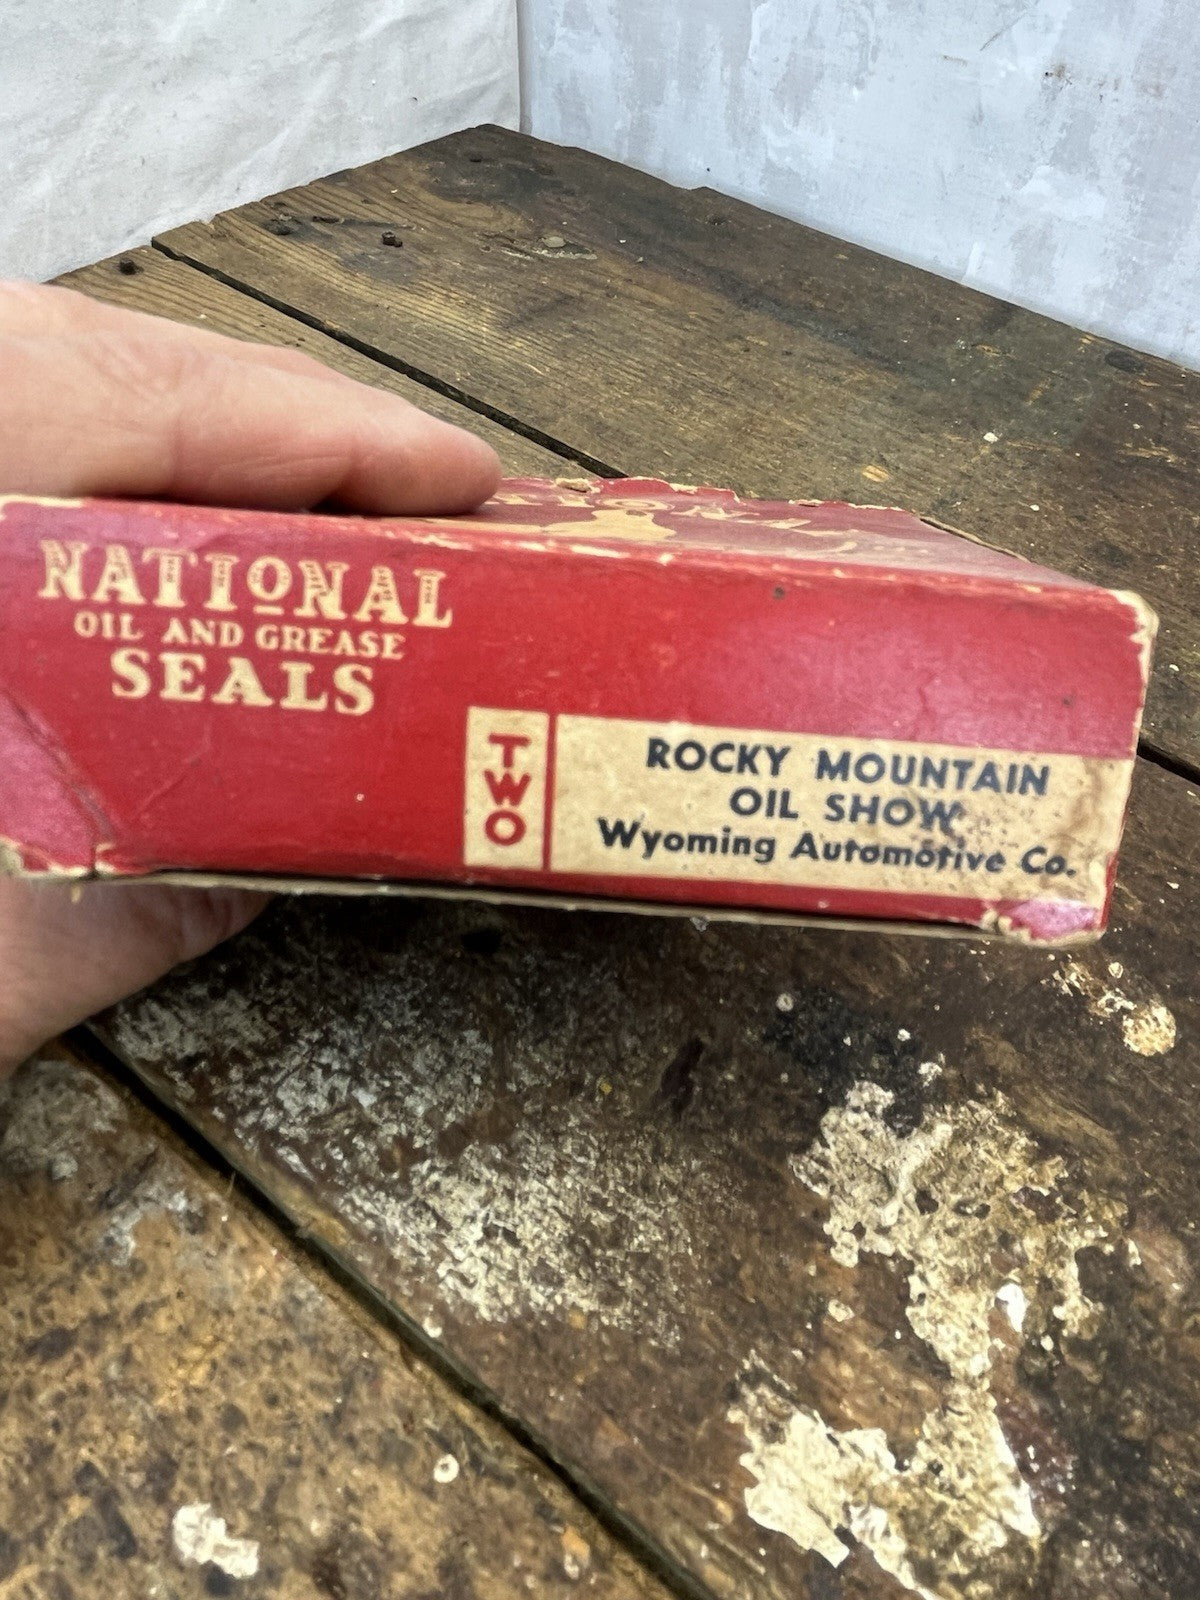 NATIONAL
OIL AND GREASE
SEALS
TWO
ROCKY MOUNTAIN
OIL SHOW
Wyoming Automotive Co.